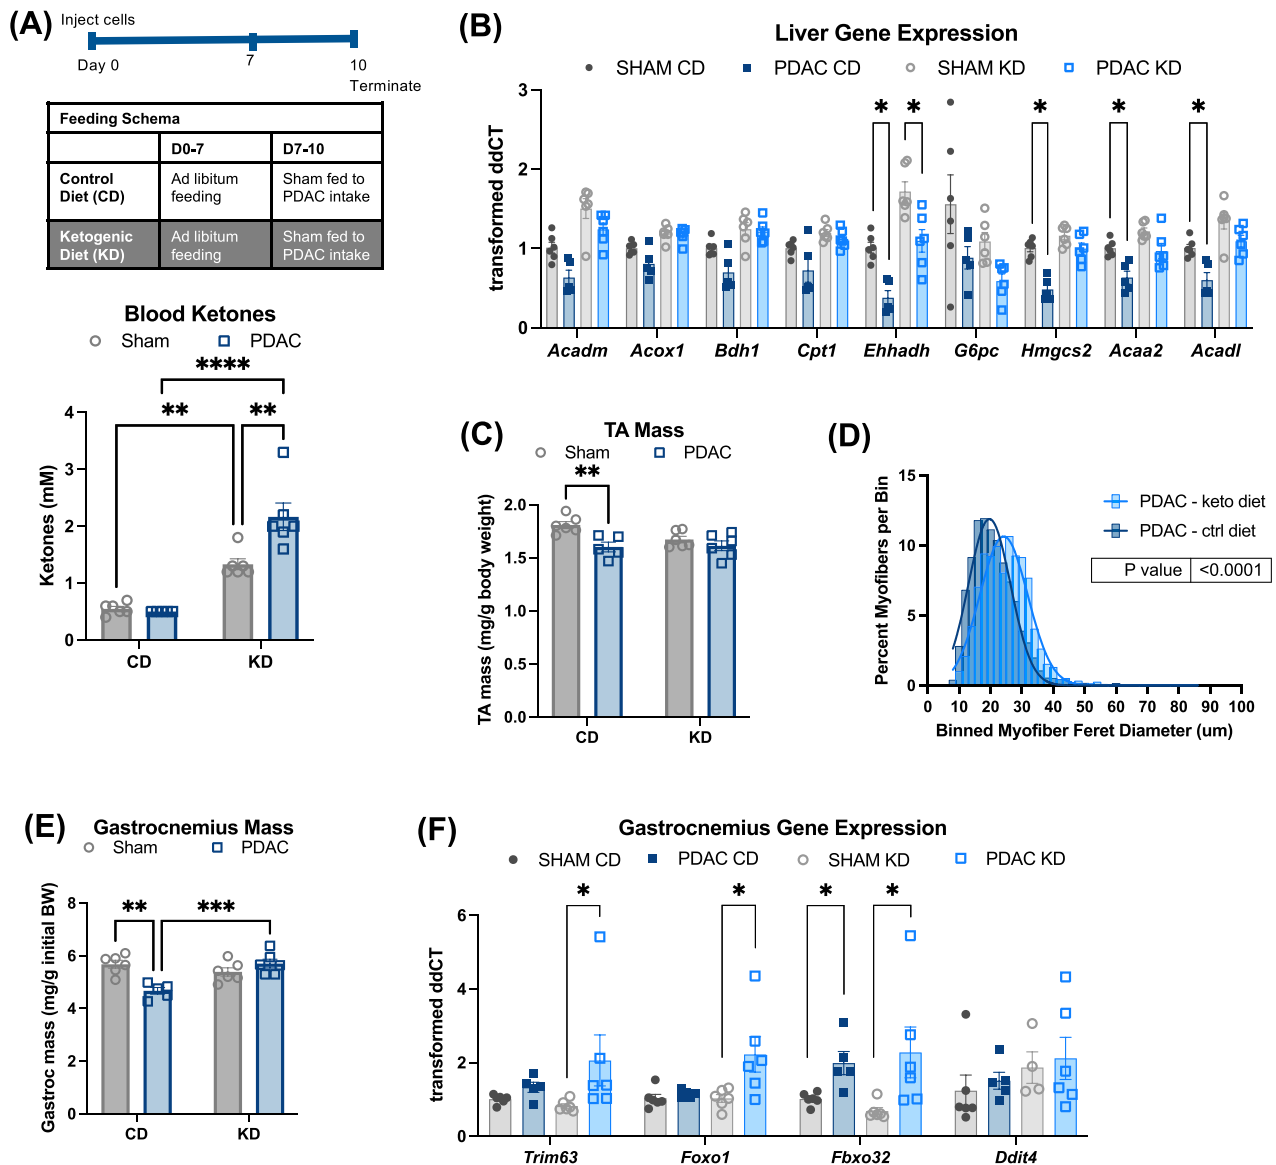 (A)
Inject cells
Day 0
7
10
Terminate
Feeding Schema
D0-7
D7-10
Control
Diet (CD)
Ad libitum
feeding
Sham fed to
PDAC intake
Ketogenic
Diet (KD)
Ad libitum
feeding
Sham fed to
PDAC intake
Blood Ketones
Sham
PDAC
****
**
**
Ketones (mM)
4
3
2
1
0
CD
KD
(B)
Liver Gene Expression
SHAM CD
PDAC CD
SHAM KD
PDAC KD
transformed ddCT
3
2
1
0
*
*
*
*
*
Acadm
Acox1
Bdh1
Cpt1
Ehhadh
G6pc
Hmgcs2
Acaa2
Acadl
(C)
TA Mass
Sham
PDAC
**
TA mass (mg/g body weight)
2.0
1.5
1.0
0.5
0.0
CD
KD
(D)
Percent Myofibers per Bin
15
10
5
0
PDAC - keto diet
PDAC - ctrl diet
P value
<0.0001
0 10 20 30 40 50 60 70 80 90 100
Binned Myofiber Feret Diameter (um)
(E)
Gastrocnemius Mass
Sham
PDAC
**
***
Gastroc mass (mg/g initial BW)
8
6
4
2
0
CD
KD
(F)
Gastrocnemius Gene Expression
SHAM CD
PDAC CD
SHAM KD
PDAC KD
transformed ddCT
6
4
2
0
*
*
*
*
Trim63
Foxo1
Fbxo32
Ddit4